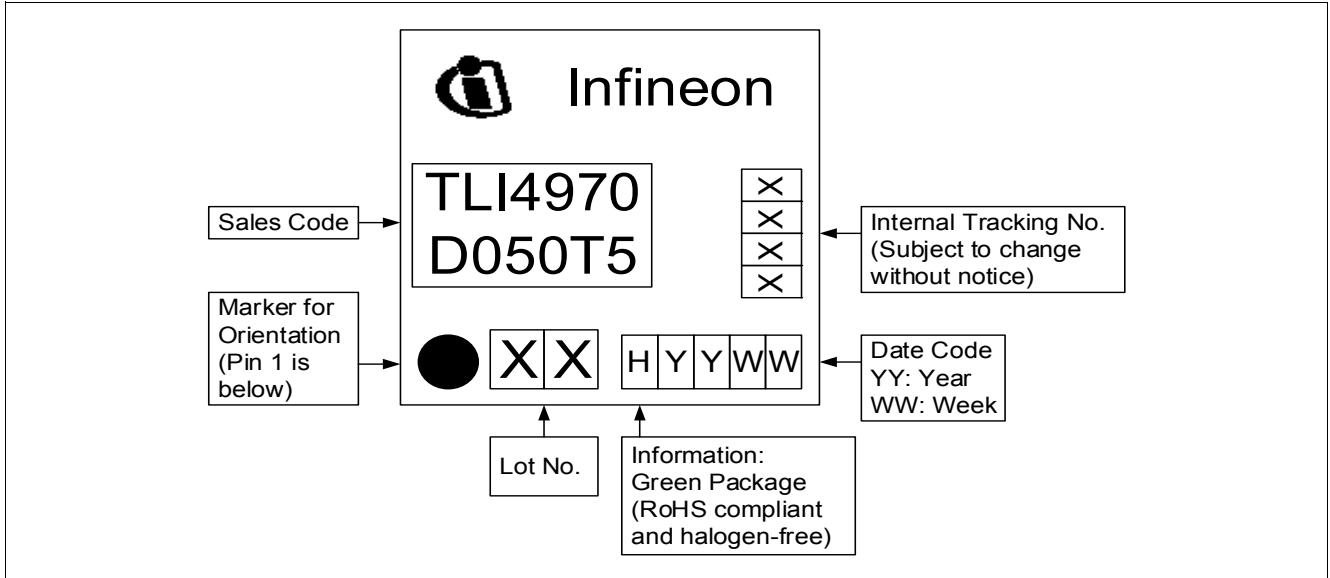 Infineon
TLI4970
D050T5
X
X
X
X
Sales Code
Internal Tracking No.
(Subject to change
without notice)
Marker for
Orientation
(Pin 1 is
below)
X X
H Y Y W W
Date Code
YY: Year
WW: Week
Lot No.
Information:
Green Package
(RoHS compliant
and halogen-free)